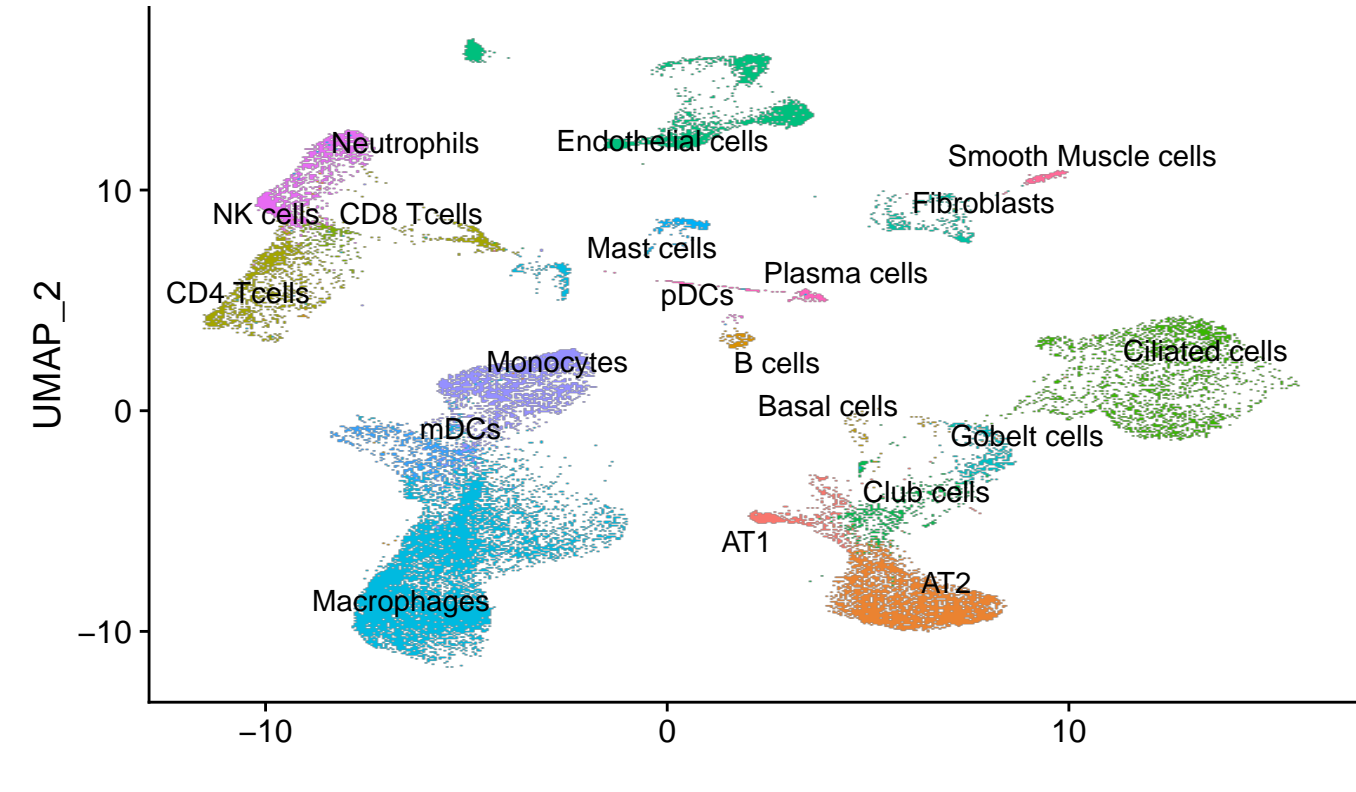 Neutrophils
Endothelial cells
Smooth Muscle cells
10
NK cells
CD8 Tcells
Fibroblasts
Mast cells
Plasma cells
CD4 Tcells
pDCs
UMAP_2
Monocytes
B cells
Ciliated cells
0
Basal cells
mDCs
Gobelt cells
Club cells
AT1
AT2
Macrophages
−10
−10
0
10